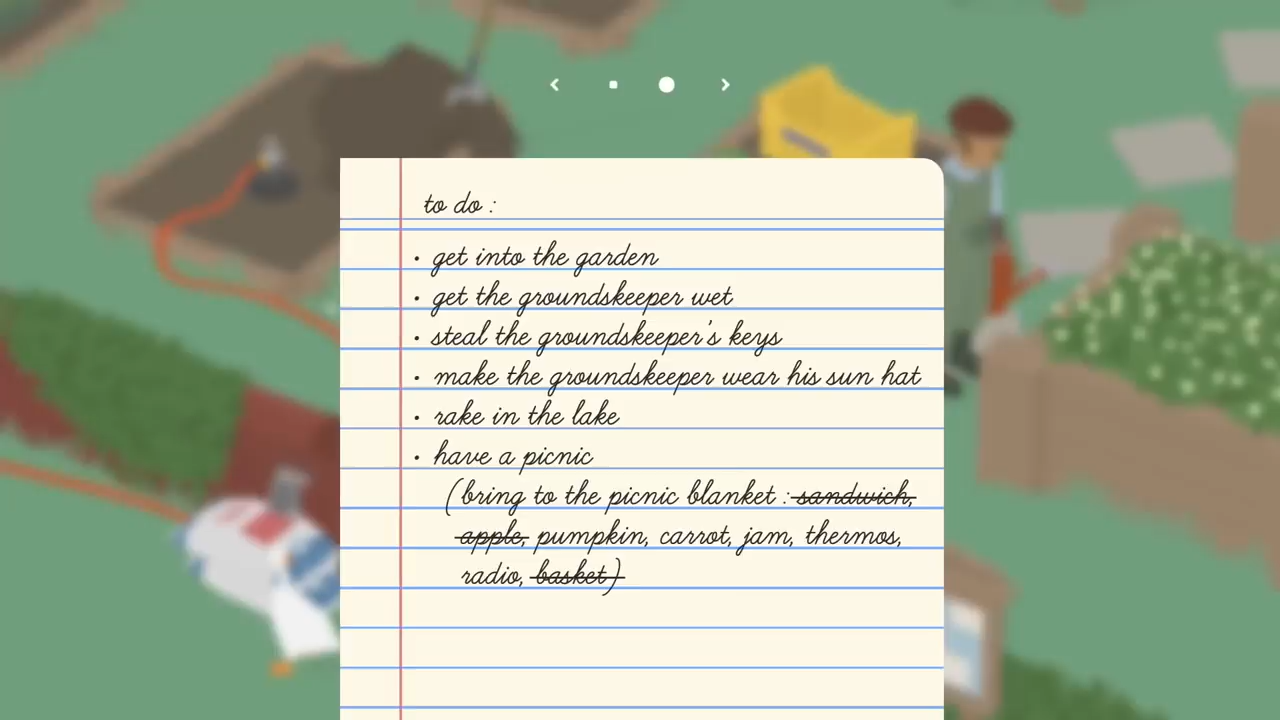 to do :
• get into the garden
• get the groundskeeper wet
• steal the groundskeeper's keys
• make the groundskeeper wear his sun hat
• rake in the lake
• have a picnic
(bring to the picnic blanket : sandwich,
apple, pumpkin, carrot, jam, thermos,
radio, basket)